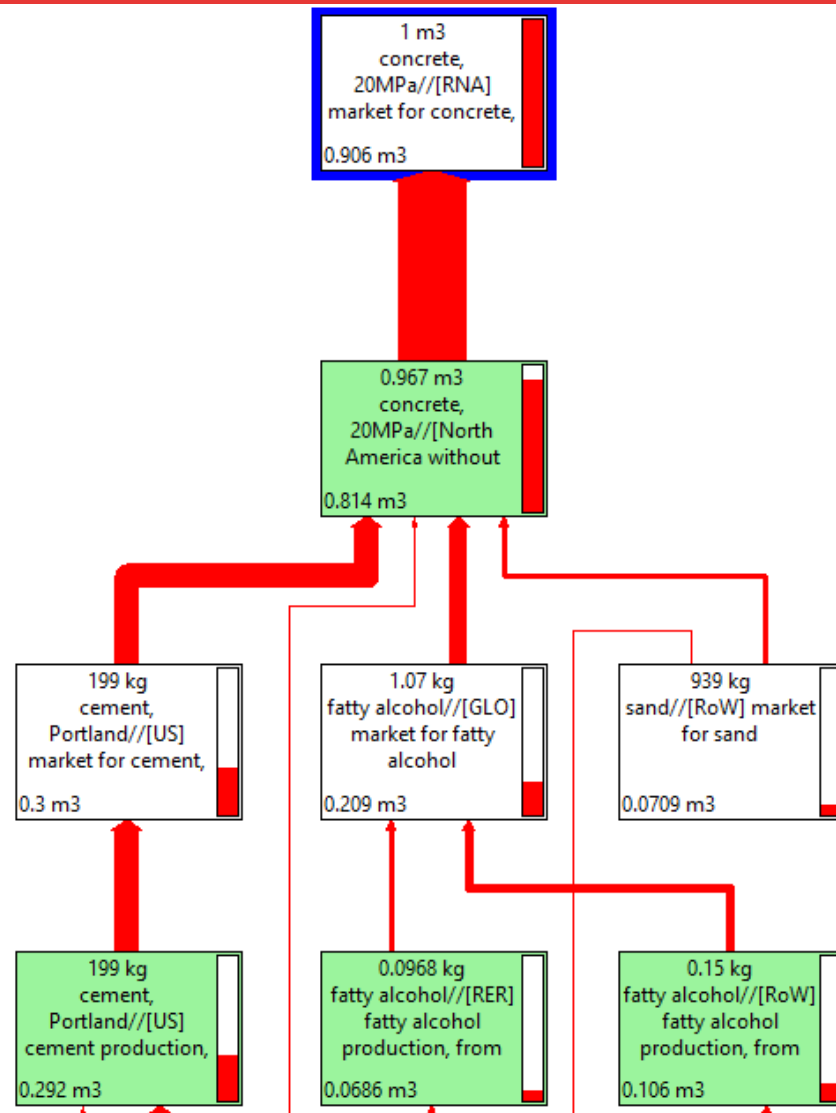 1 m3
concrete,
20MPa//[RNA]
market for concrete,
0.906 m3
0.967 m3
concrete,
20MPa//[North
America without
0.814 m3
199 kg
cement,
Portland//[US]
market for cement,
0.3 m3
1.07 kg
fatty alcohol//[GLO]
market for fatty
alcohol
0.209 m3
939 kg
sand//[RoW] market
for sand
0.0709 m3
199 kg
cement,
Portland//[US]
cement production,
0.292 m3
0.0968 kg
fatty alcohol//[RER]
fatty alcohol
production, from
0.0686 m3
0.15 kg
fatty alcohol//[RoW]
fatty alcohol
production, from
0.106 m3